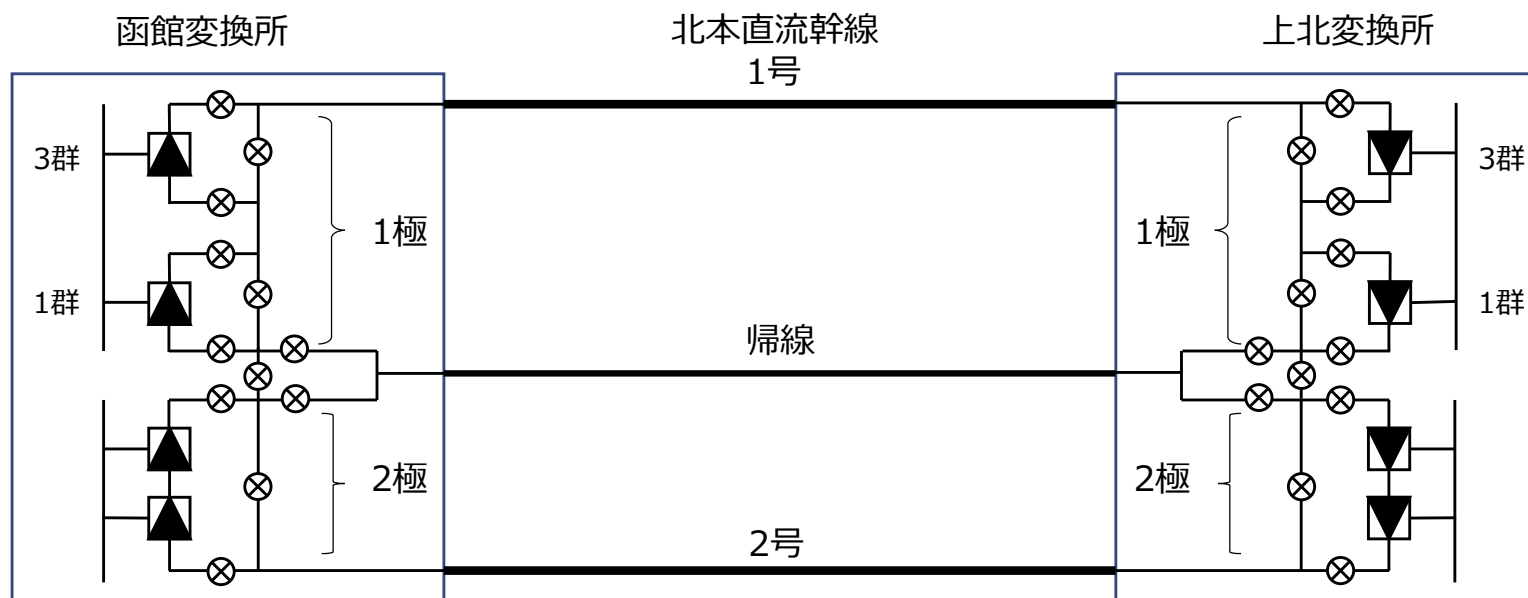 函館変換所
北本直流幹線
上北変換所
1号
3群
1極
1極
3群
1群
帰線
1群
2極
2極
2号